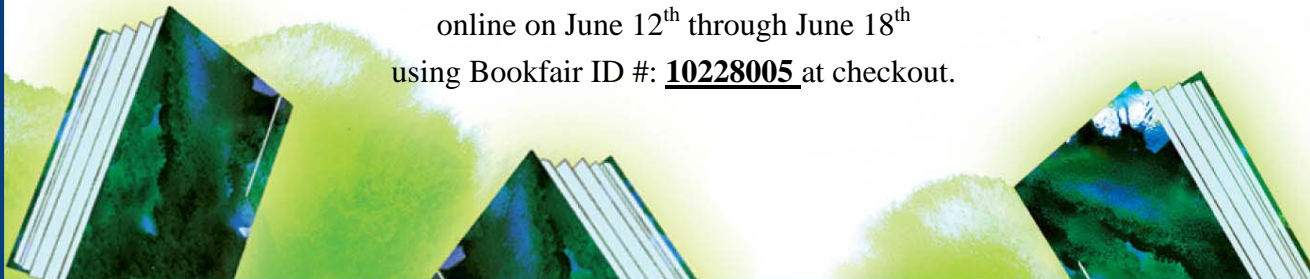 online on June 12th through June 18th
using Bookfair ID #: 10228005 at checkout.